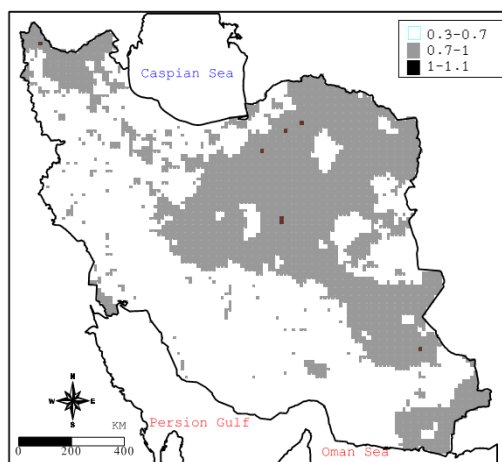 0.3-0.7
0.7-1
1-1.1
Caspian Sea
N
W E
S
KM
0 200 400
Persion Gulf
Oman Sea